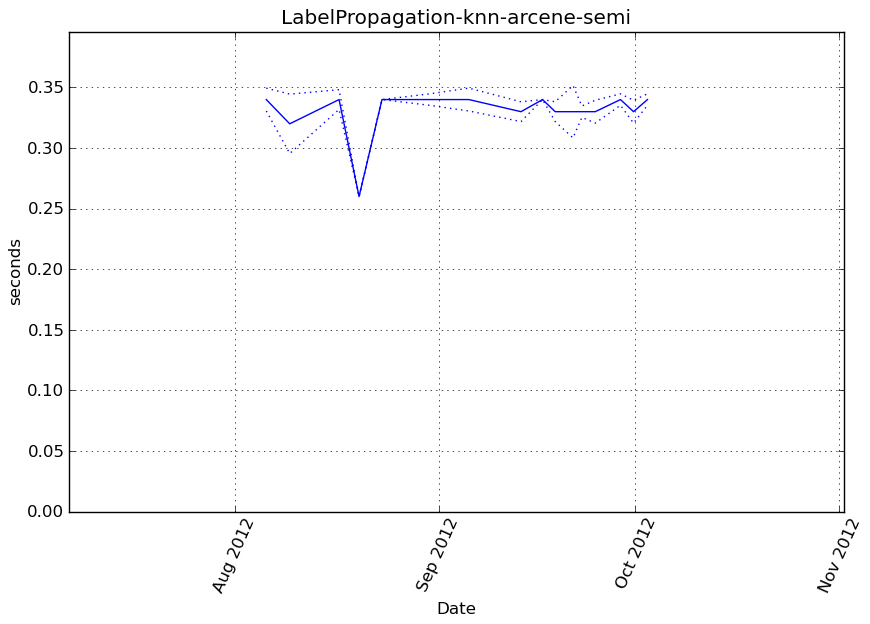 LabelPropagation-knn-arcene-semi
0.35
0.30
0.25
0.20
0.15
0.10
0.05
0.00
seconds
Aug 2012
Sep 2012
Oct 2012
Nov 2012
Date